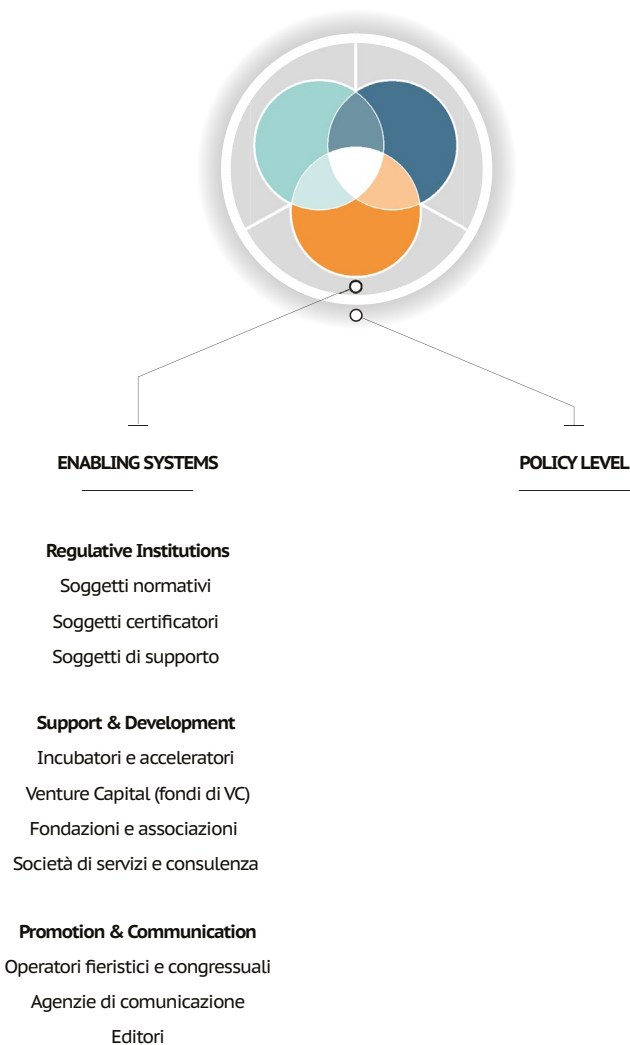 ENABLING SYSTEMS
POLICY LEVEL
Regulative Institutions
Soggetti normativi
Soggetti certificatori
Soggetti di supporto
Support & Development
Incubatori e acceleratori
Venture Capital (fondi di VC)
Fondazioni e associazioni
Società di servizi e consulenza
Promotion & Communication
Operatori fieristici e congressuali
Agenzie di comunicazione
Editori